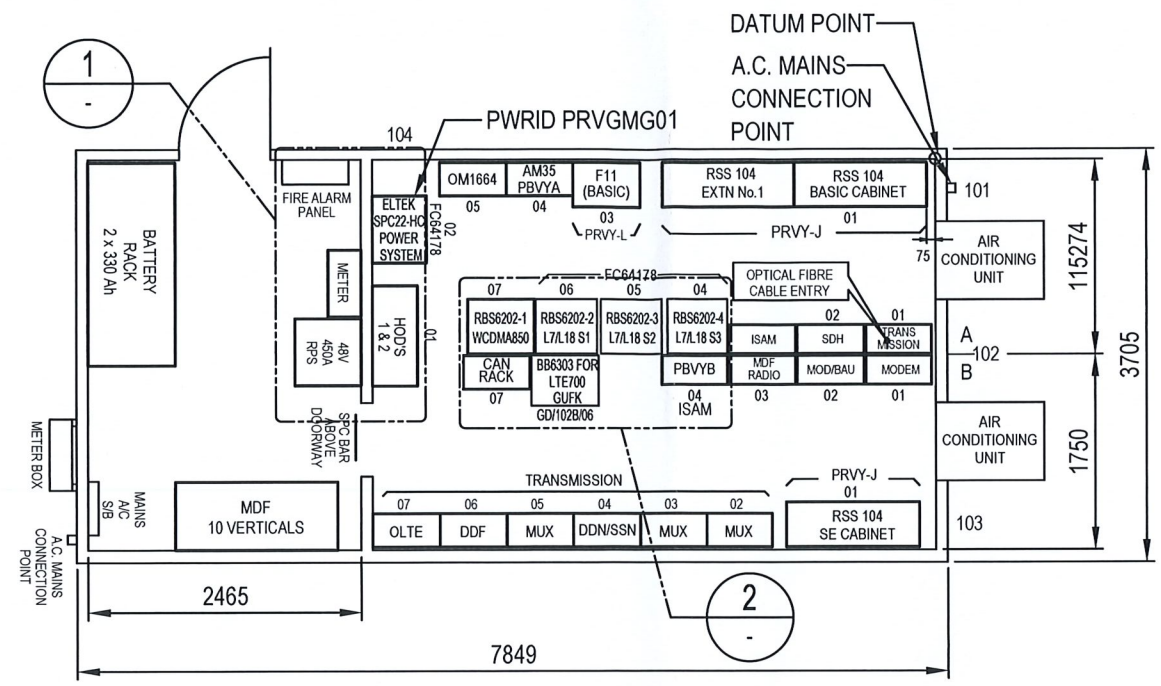 DATUM POINT
A.C. MAINS
CONNECTION
POINT
1
-
PWRID PRVGMG01
104
101
FIRE ALARM
PANEL
ELTEK
SPC22-HC
POWER
SYSTEM
02
FC64178
OM1664
05
AM35
PBVYA
04
F11
(BASIC)
03
PRVY-L
RSS 104
EXTN No.1
RSS 104
BASIC CABINET
01
PRVY-J
75
AIR
CONDITIONING
UNIT
115274
BATTERY
RACK
2 x 330 Ah
METER
48V
450A
RPS
HOD'S
1 & 2
01
FC64178
07
06
05
04
RBS6202-1
WCDMA850
RBS6202-2
L7/L18 S1
RBS6202-3
L7/L18 S2
RBS6202-4
L7/L18 S3
OPTICAL FIBRE
CABLE ENTRY
02
01
ISAM
SDH
TRANS
MISSION
A
102
B
3705
CAN
RACK
07
BB6303 FOR
LTE700
GUFK
GD/102B/06
PBVYB
04
ISAM
MDF
RADIO
03
MOD/BAU
02
MODEM
01
AIR
CONDITIONING
UNIT
1750
SPC BAR
ABOVE
DOORWAY
METER BOX
MAINS
A/C
S/B
A.C. MAINS
CONNECTION
POINT
MDF
10 VERTICALS
TRANSMISSION
07
06
05
04
03
02
OLTE
DDF
MUX
DDN/SSN
MUX
MUX
PRVY-J
01
RSS 104
SE CABINET
103
2465
2
-
7849